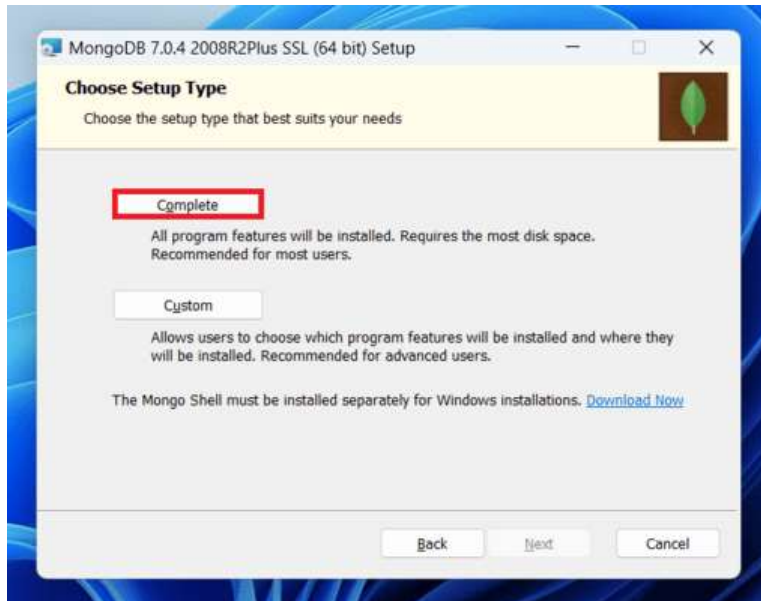 MongoDB 7.0.4 2008R2Plus SSL (64 bit) Setup
Choose Setup Type
Choose the setup type that best suits your needs
Complete
All program features will be installed. Requires the most disk space.
Recommended for most users.
Custom
Allows users to choose which program features will be installed and where they
will be installed. Recommended for advanced users.
The Mongo Shell must be installed separately for Windows installations. Download Now
Back Next Cancel